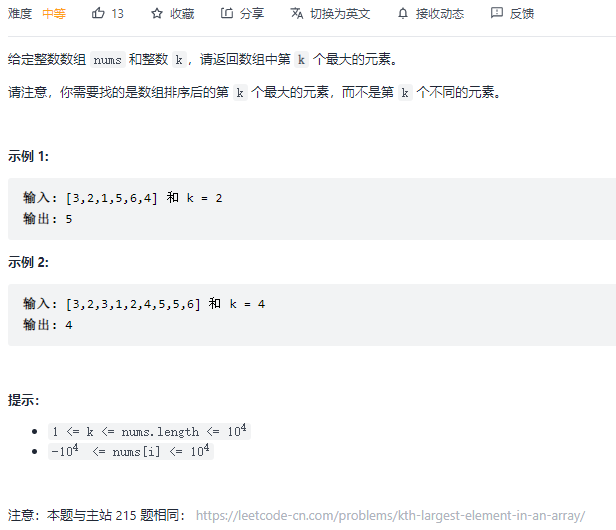 难度 中等 13 收藏 分享 切换为英文 接收动态 反馈
给定整数数组 nums 和整数 k，请返回数组中第 k 个最大的元素。
请注意，你需要找的是数组排序后的第 k 个最大的元素，而不是第 k 个不同的元素。
示例 1:
输入: [3,2,1,5,6,4] 和 k = 2
输出: 5
示例 2:
输入: [3,2,3,1,2,4,5,5,6] 和 k = 4
输出: 4
提示：
1 <= k <= nums.length <= 10⁴
-10⁴ <= nums[i] <= 10⁴
注意：本题与主站 215 题相同： https://leetcode-cn.com/problems/kth-largest-element-in-an-array/